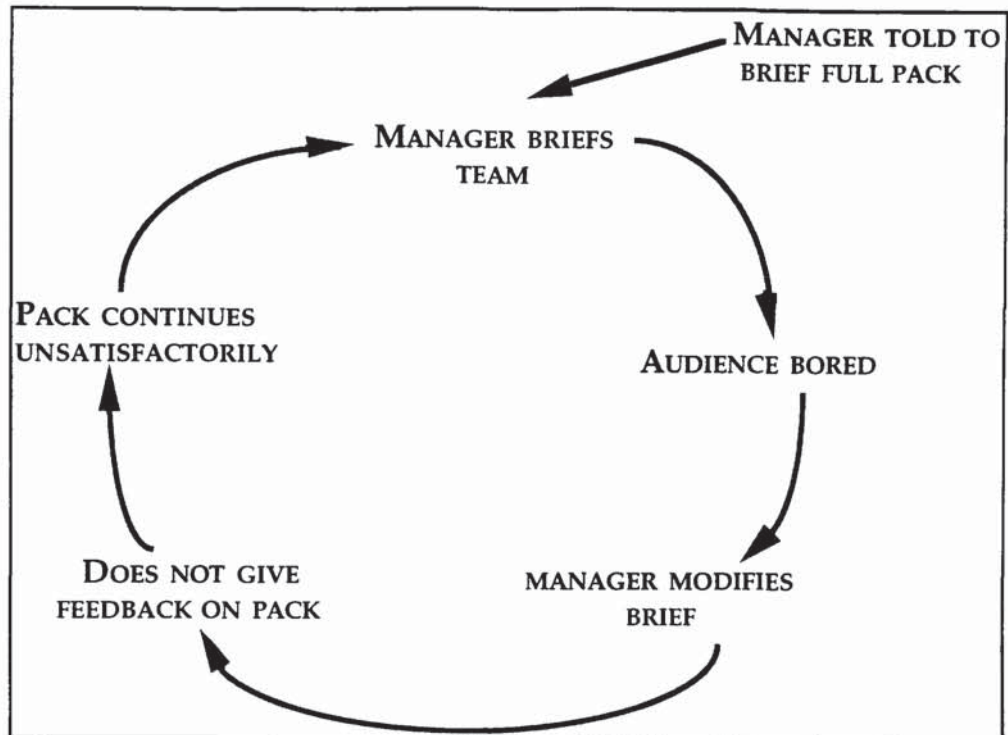 MANAGER TOLD TO
BRIEF FULL PACK
MANAGER BRIEFS
TEAM
AUDIENCE BORED
MANAGER MODIFIES
BRIEF
DOES NOT GIVE
FEEDBACK ON PACK
PACK CONTINUES
UNSATISFACTORILY